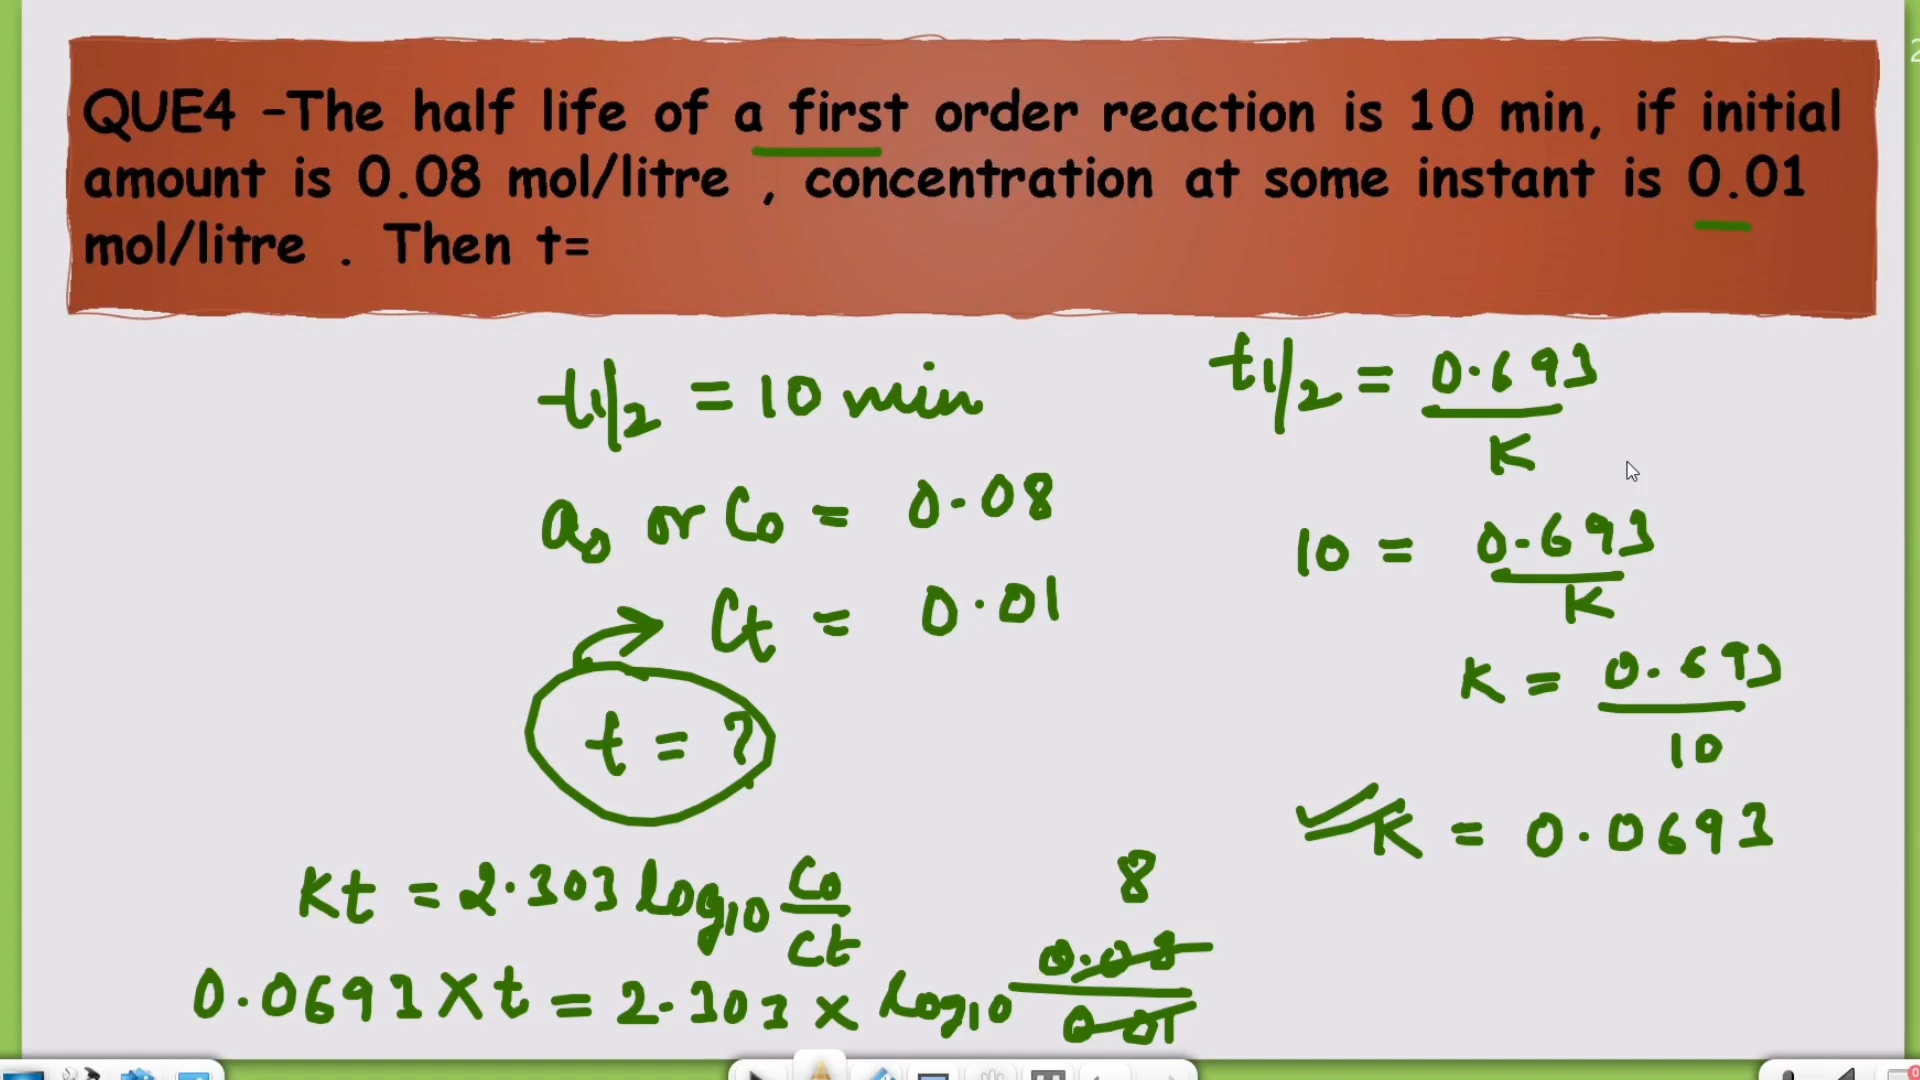 QUE4 -The half life of a first order reaction is 10 min, if initial
amount is 0.08 mol/litre , concentration at some instant is 0.01
mol/litre . Then t=
t1/2 = 10 min
a0 or C0 = 0.08
Ct = 0.01
t = ?
t1/2 = 0.693
K
10 = 0.693
K
K = 0.693
10
K = 0.0693
Kt = 2.303 log10 C0
Ct
8
0.0693 × t = 2.303 × log10 0.08
0.01